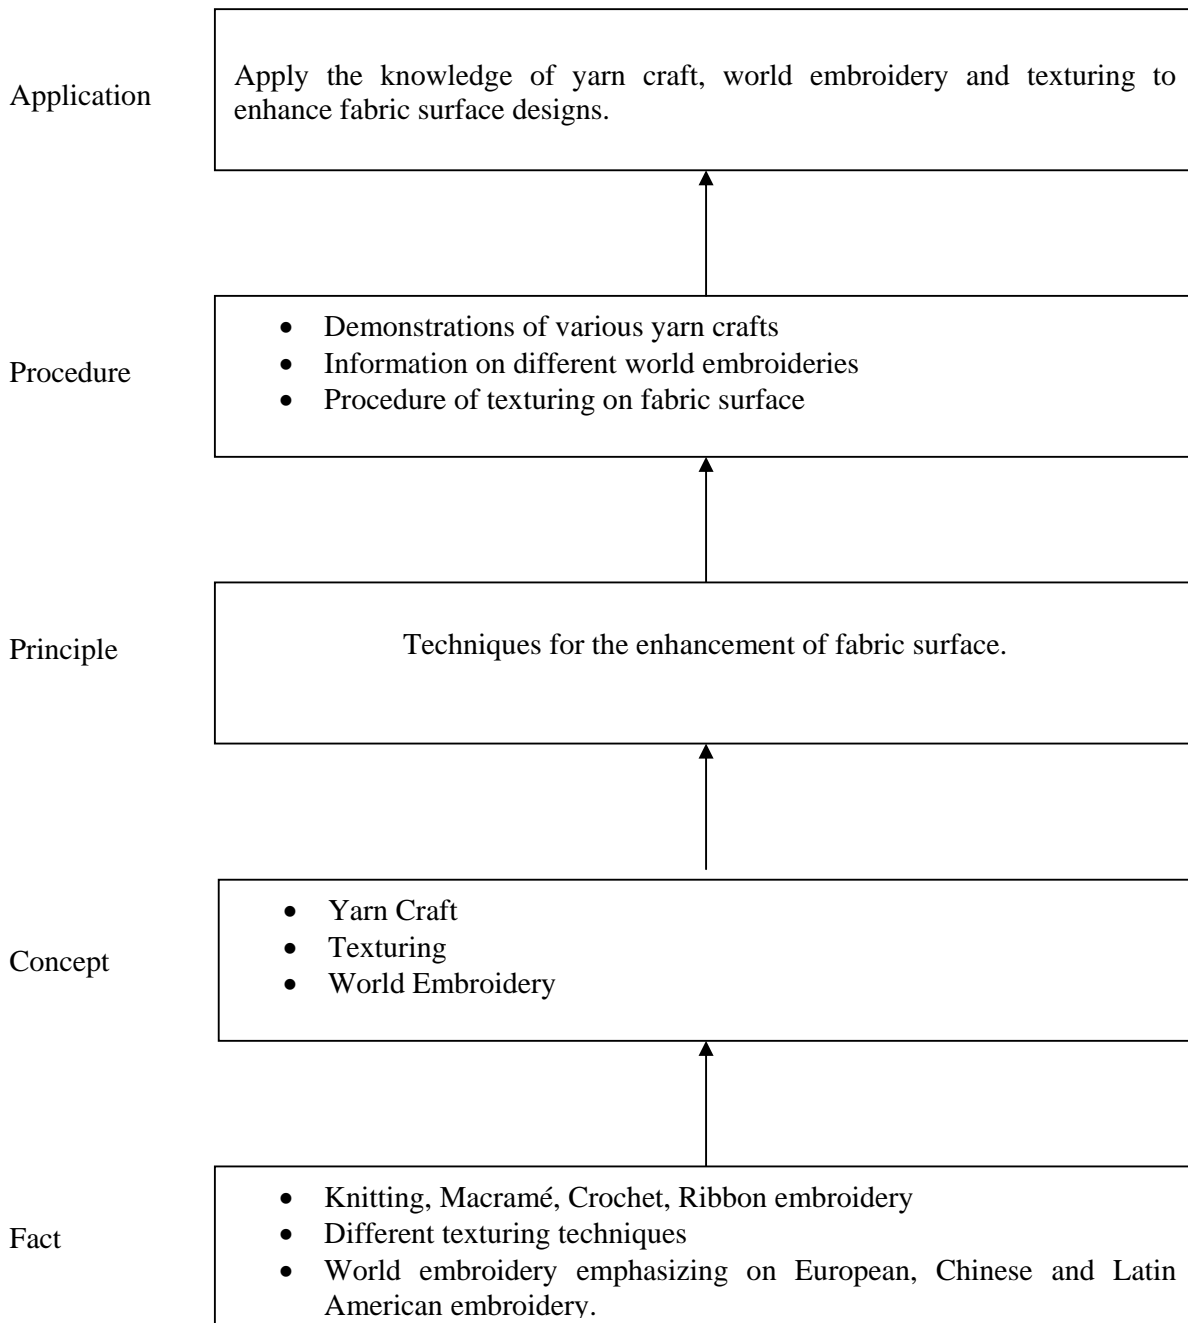 Application
Apply the knowledge of yarn craft, world embroidery and texturing to
enhance fabric surface designs.
Procedure
• Demonstrations of various yarn crafts
• Information on different world embroideries
• Procedure of texturing on fabric surface
Principle
Techniques for the enhancement of fabric surface.
Concept
• Yarn Craft
• Texturing
• World Embroidery
Fact
• Knitting, Macramé, Crochet, Ribbon embroidery
• Different texturing techniques
• World embroidery emphasizing on European, Chinese and Latin
American embroidery.